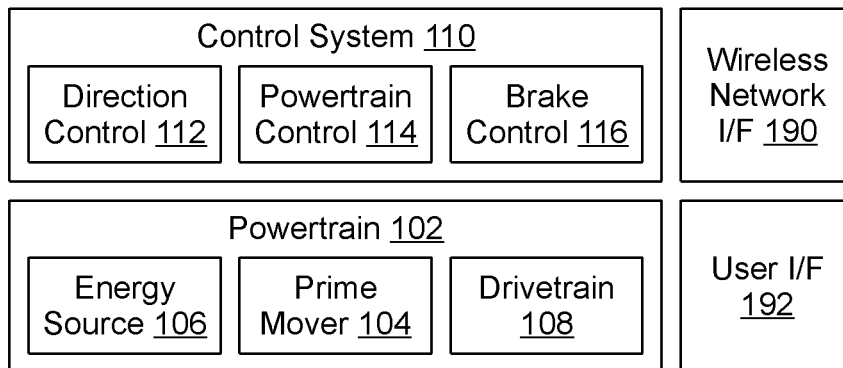 Control System 110
Direction
Control 112
Powertrain
Control 114
Brake
Control 116
Wireless
Network
I/F 190
Powertrain 102
Energy
Source 106
Prime
Mover 104
Drivetrain
108
User I/F
192